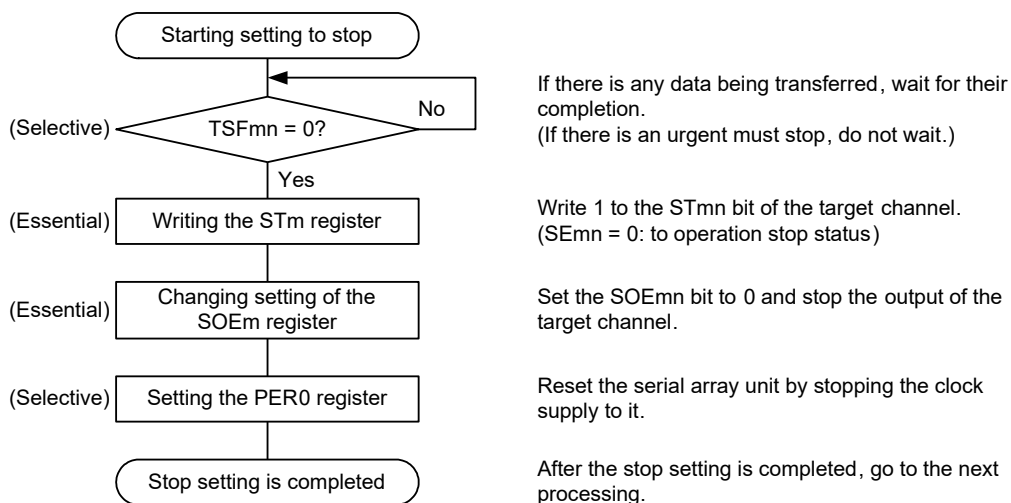 Starting setting to stop
No
(Selective)
TSFmn = 0?
If there is any data being transferred, wait for their
completion.
(If there is an urgent must stop, do not wait.)
Yes
(Essential)
Writing the STm register
Write 1 to the STmn bit of the target channel.
(SEmn = 0: to operation stop status)
(Essential)
Changing setting of the
SOEm register
Set the SOEmn bit to 0 and stop the output of the
target channel.
(Selective)
Setting the PER0 register
Reset the serial array unit by stopping the clock
supply to it.
Stop setting is completed
After the stop setting is completed, go to the next
processing.